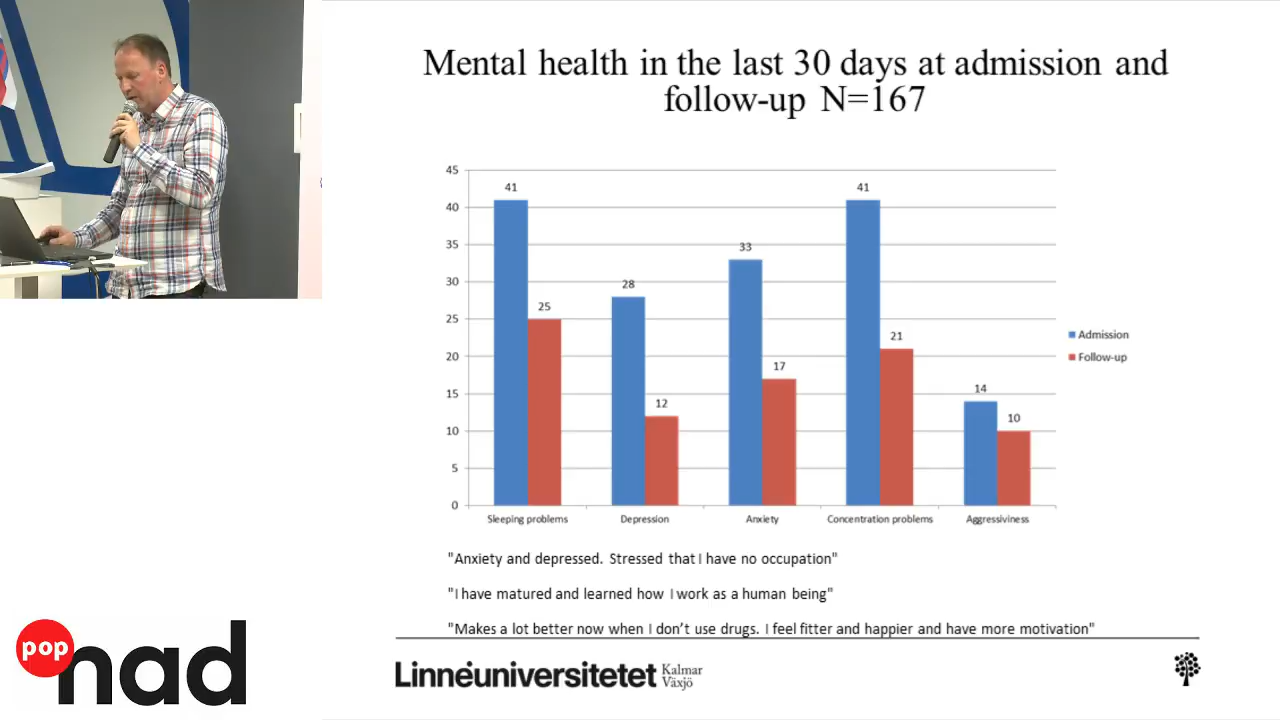 Mental health in the last 30 days at admission and
follow-up N=167
45
40
35
30
25
20
15
10
5
0
41
25
28
12
33
17
41
21
14
10
Sleeping problems
Depression
Anxiety
Concentration problems
Aggressiviness
Admission
Follow-up
"Anxiety and depressed. Stressed that I have no occupation"
"I have matured and learned how I work as a human being"
"Makes a lot better now when I don't use drugs. I feel fitter and happier and have more motivation"
pop
nad
Linnéuniversitetet
Kalmar
Växjö